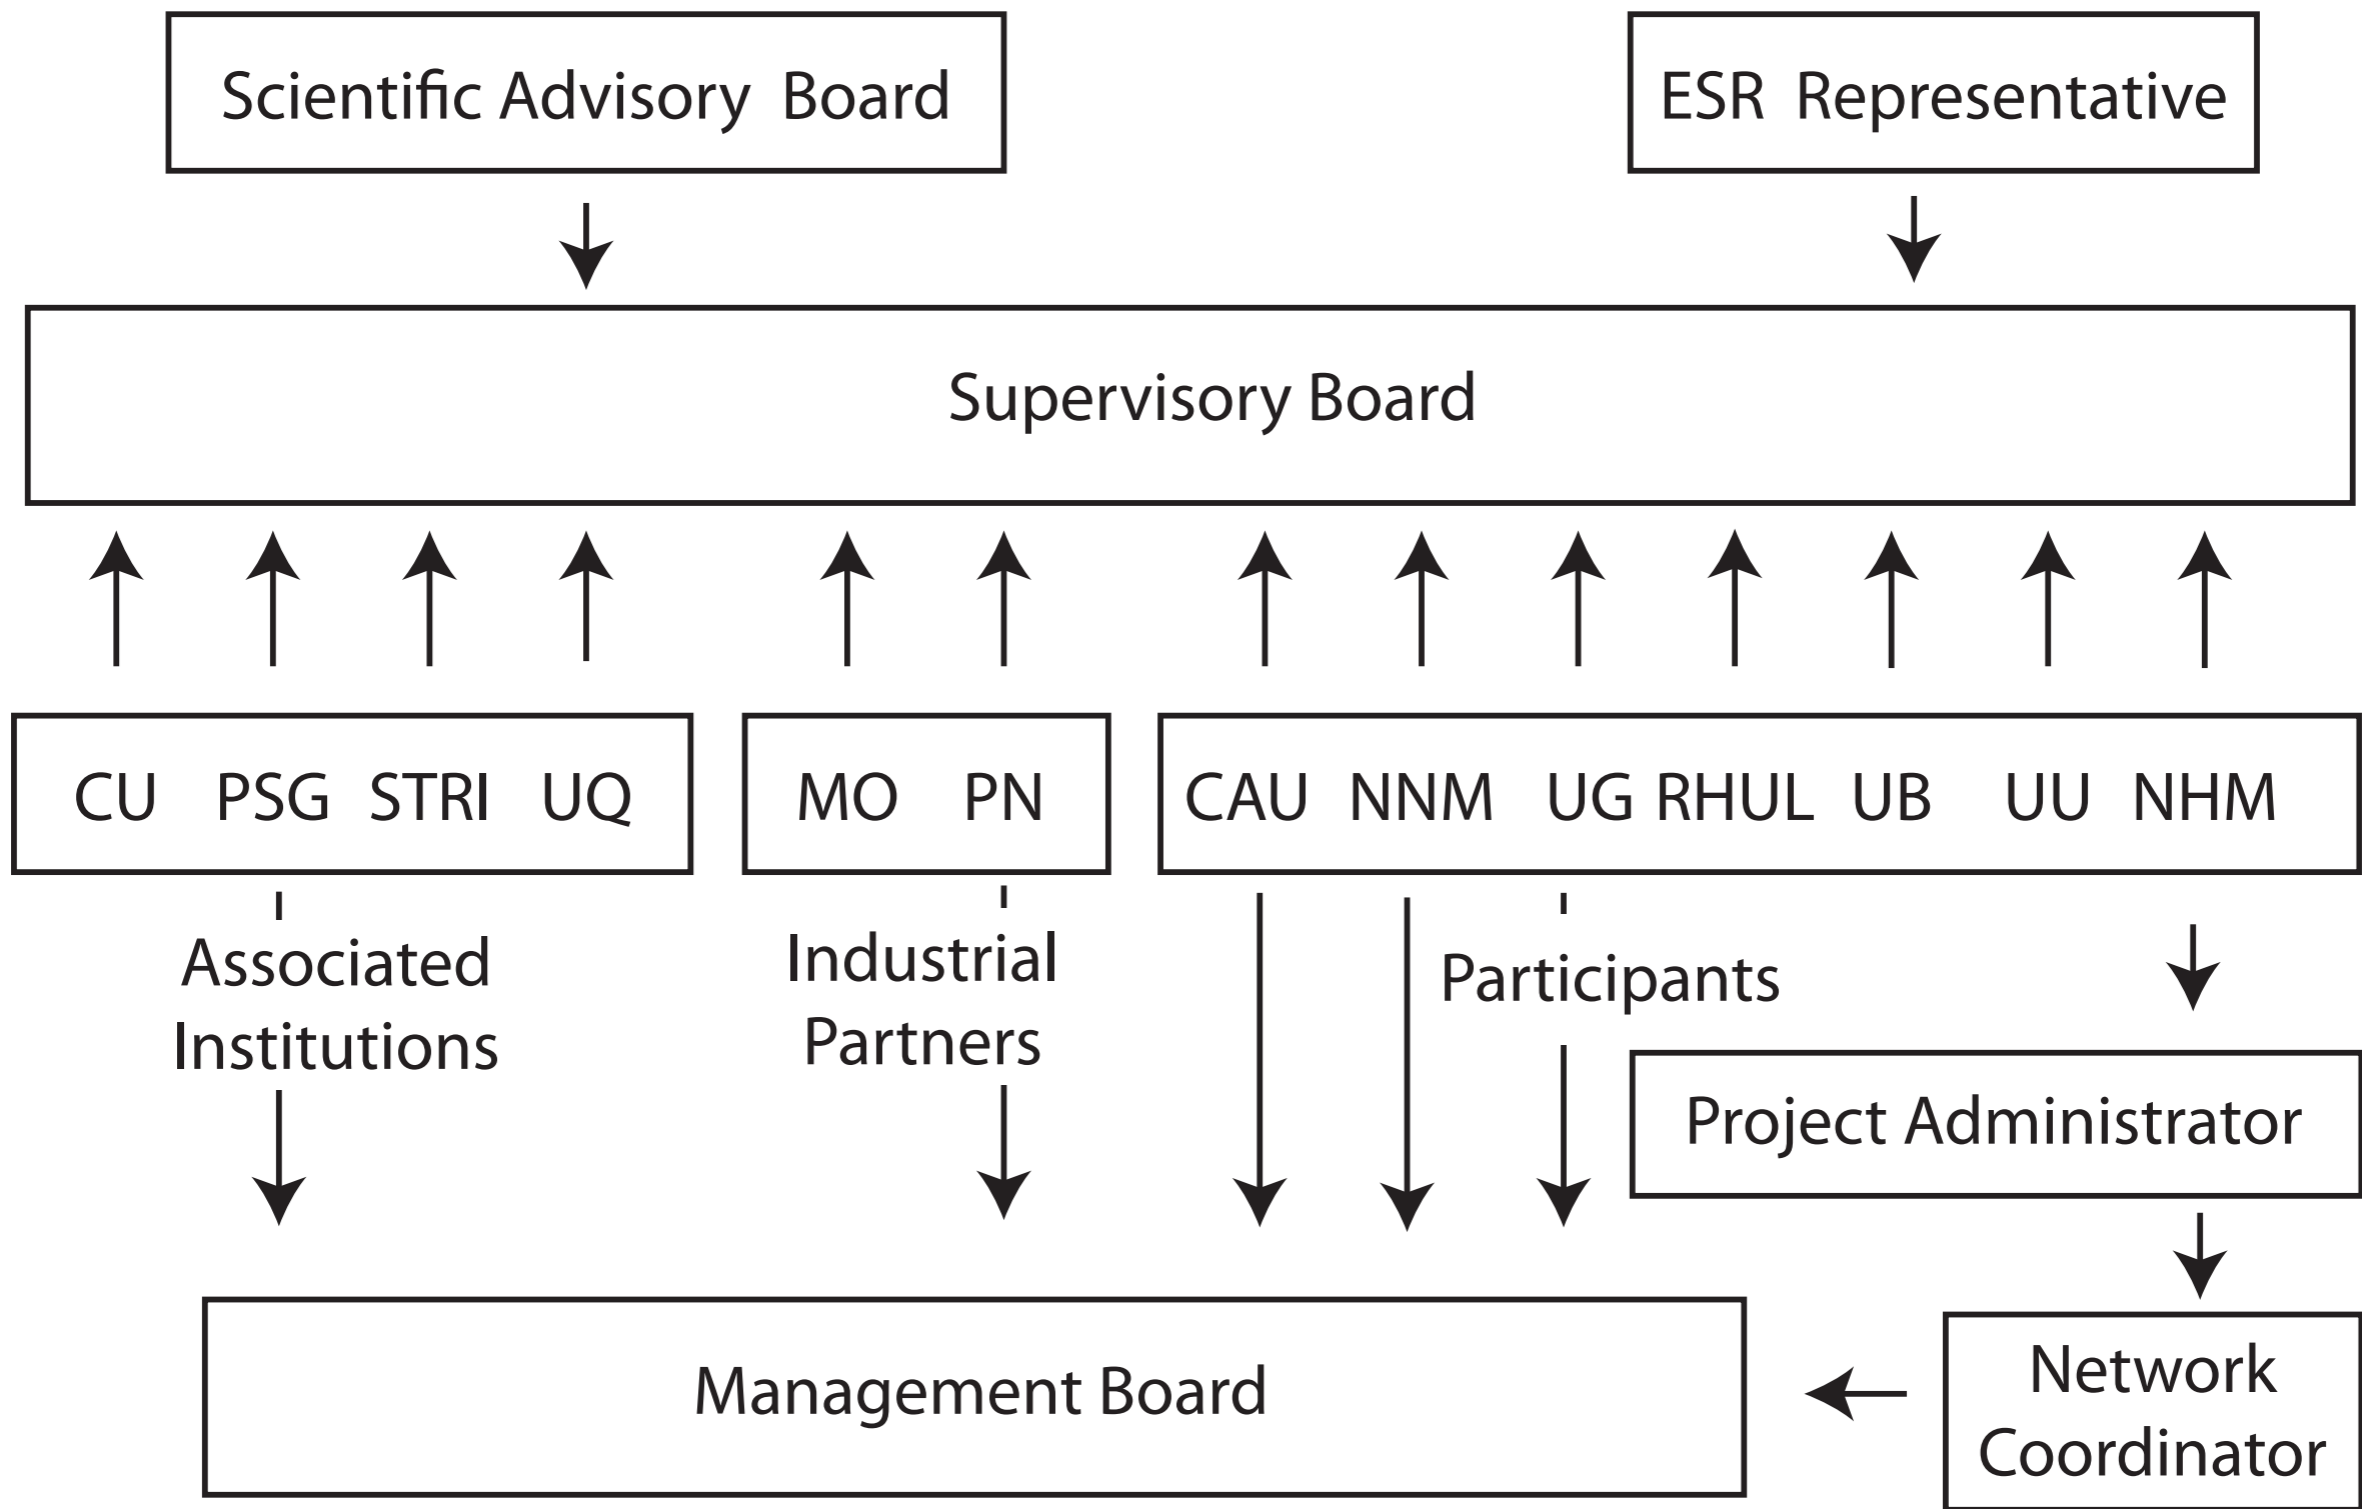 Scientific Advisory Board
ESR Representative
Supervisory Board
CU PSG STRI UQ
MO PN
CAU NNM UG RHUL UB UU NHM
Associated
Institutions
Industrial
Partners
Participants
Project Administrator
Management Board
Network
Coordinator